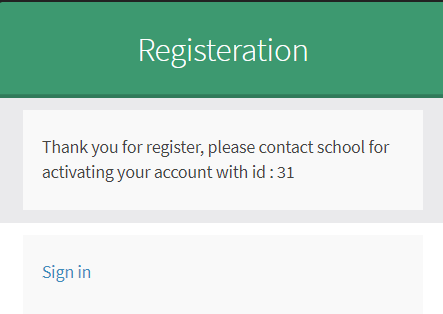 Registeration
Thank you for register, please contact school for
activating your account with id : 31
Sign in